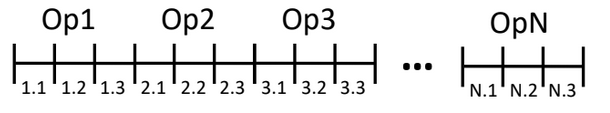 Op1 Op2 Op3 OpN
1.1 1.2 1.3 2.1 2.2 2.3 3.1 3.2 3.3 ... N.1 N.2 N.3